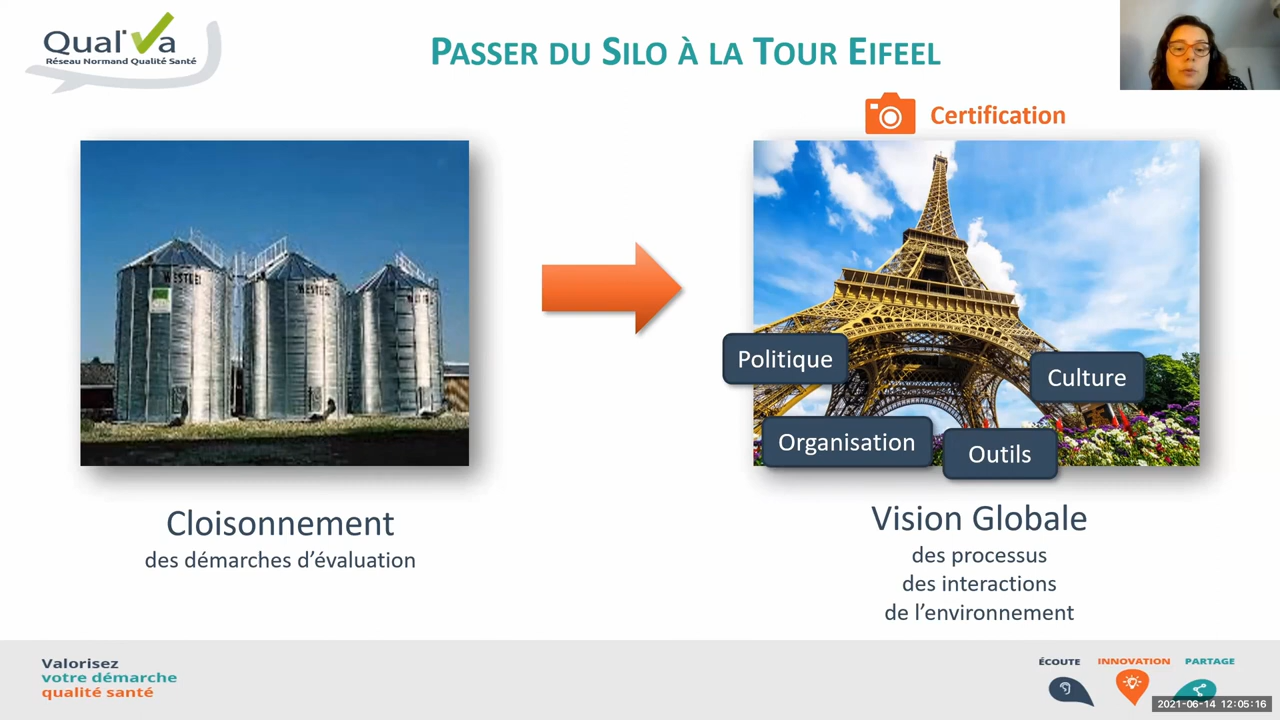 Qual'Va
Réseau Normand Qualité Santé
PASSER DU SILO À LA TOUR EIFEEL
Certification
WESTEEL
WESTEEL
Politique
Culture
Organisation
Outils
Cloisonnement
des démarches d'évaluation
Vision Globale
des processus
des interactions
de l'environnement
Valorisez
votre démarche
qualité santé
ÉCOUTE
INNOVATION
PARTAGE
2021-06-14 12:05:16